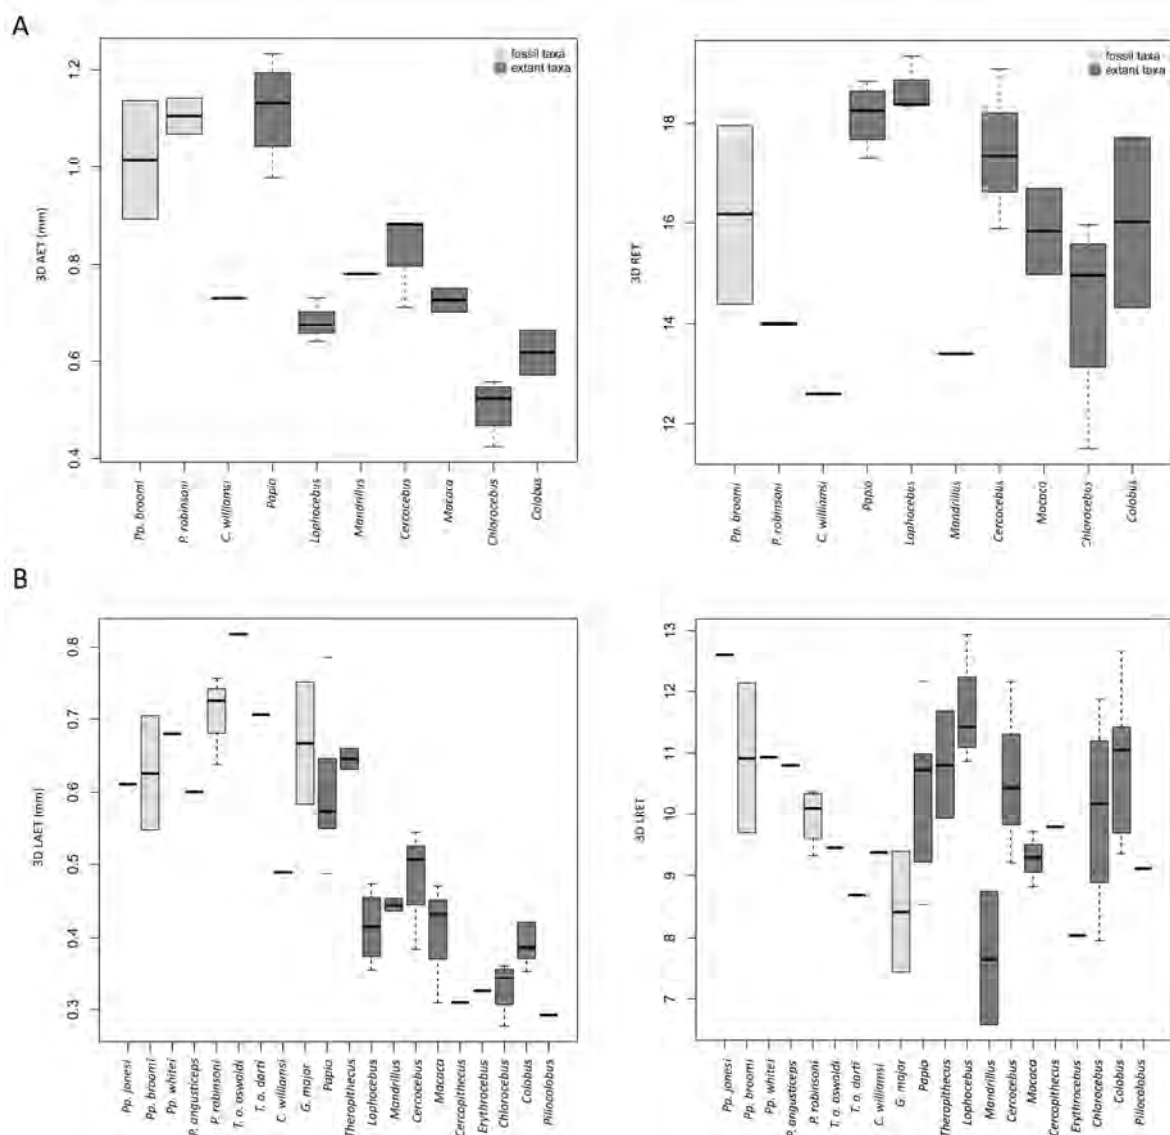 A
fossil taxa
extant taxa
3D AET (mm)
1.2
1.0
0.8
0.6
0.4
Pp. broomi
P. robinsoni
C. williamsi
Papio
Lophocebus
Mandrillus
Cercocebus
Macaca
Chlorocebus
Colobus
fossil taxa
extant taxa
3D RET
18
16
14
12
Pp. broomi
P. robinsoni
C. williamsi
Papio
Lophocebus
Mandrillus
Cercocebus
Macaca
Chlorocebus
Colobus
B
3D LAET (mm)
0.8
0.7
0.6
0.5
0.4
0.3
Pp. jonesi
Pp. broomi
Pp. whitei
P. angusticeps
P. robinsoni
T. o. oswaldi
T. o. darti
C. williamsi
G. major
Papio
Theropithecus
Lophocebus
Mandrillus
Cercocebus
Macaca
Cercopithecus
Erythrocebus
Chlorocebus
Colobus
Piliocolobus
3D LRET
13
12
11
10
9
8
7
Pp. jonesi
Pp. broomi
Pp. whitei
P. angusticeps
P. robinsoni
T. o. oswaldi
T. o. darti
C. williamsi
G. major
Papio
Theropithecus
Lophocebus
Mandrillus
Cercocebus
Macaca
Cercopithecus
Erythrocebus
Chlorocebus
Colobus
Piliocolobus